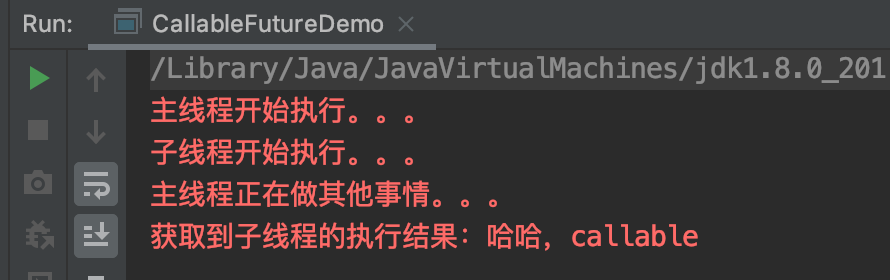 Run: CallableFutureDemo
/Library/Java/JavaVirtualMachines/jdk1.8.0_201
主线程开始执行。。。
子线程开始执行。。。
主线程正在做其他事情。。。
获取到子线程的执行结果：哈哈，callable